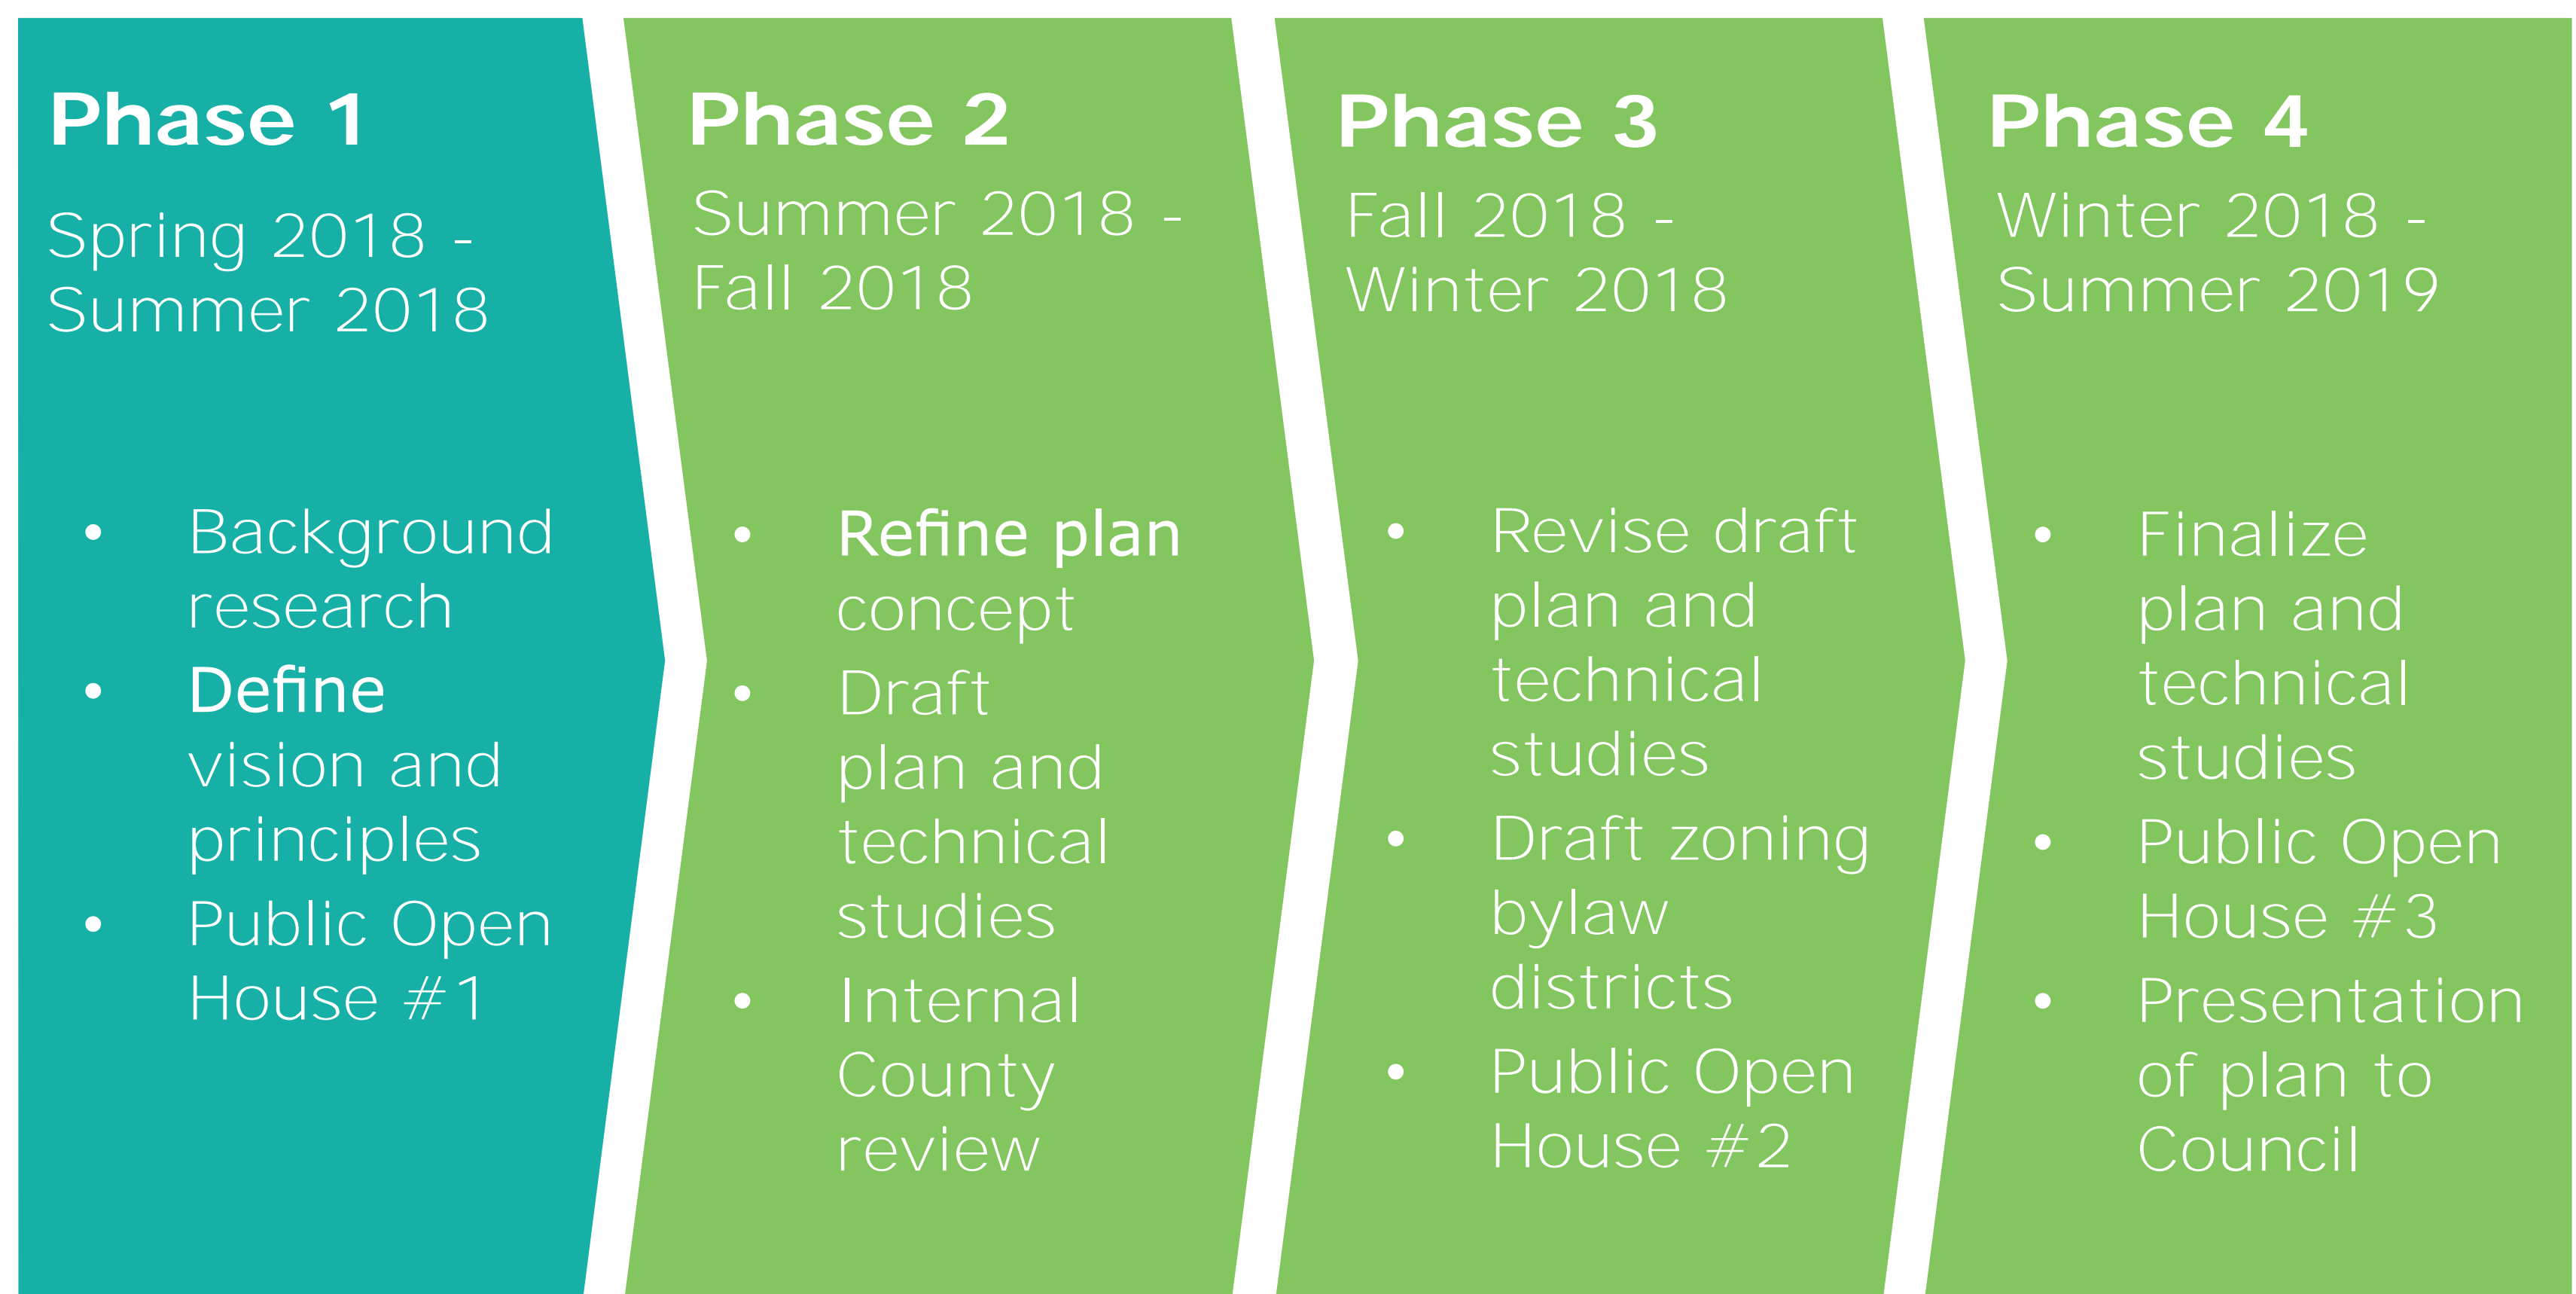 Phase 1
Spring 2018 -
Summer 2018
• Background
research
• Define
vision and
principles
• Public Open
House #1
Phase 2
Summer 2018 -
Fall 2018
• Refine plan
concept
• Draft
plan and
technical
studies
• Internal
County
review
Phase 3
Fall 2018 -
Winter 2018
• Revise draft
plan and
technical
studies
• Draft zoning
bylaw
districts
• Public Open
House #2
Phase 4
Winter 2018 -
Summer 2019
• Finalize
plan and
technical
studies
• Public Open
House #3
• Presentation
of plan to
Council